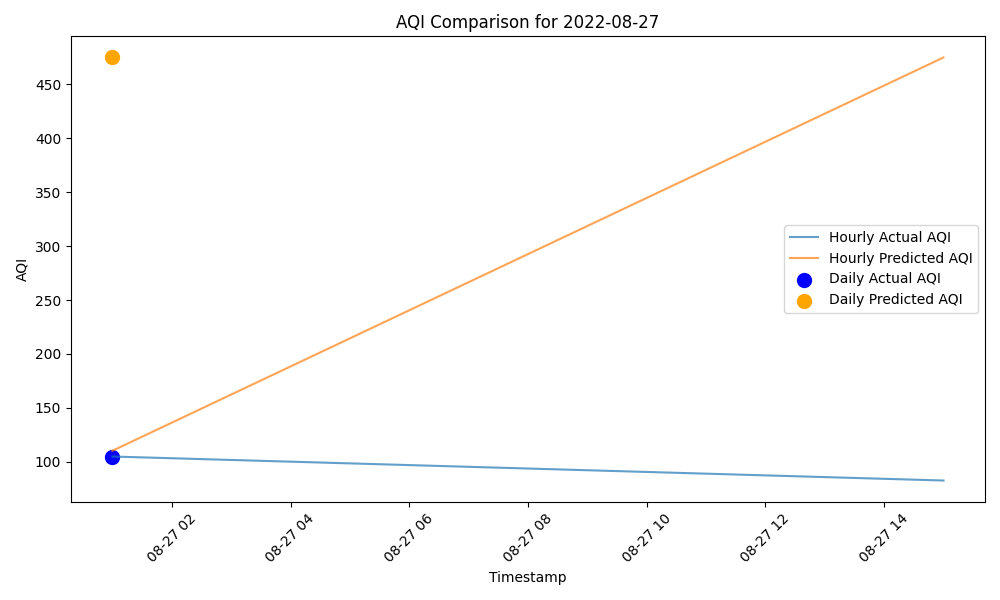 AQI Comparison for 2022-08-27
AQI
450
400
350
300
250
200
150
100
Hourly Actual AQI
Hourly Predicted AQI
Daily Actual AQI
Daily Predicted AQI
08-27 02
08-27 04
08-27 06
08-27 08
08-27 10
08-27 12
08-27 14
Timestamp